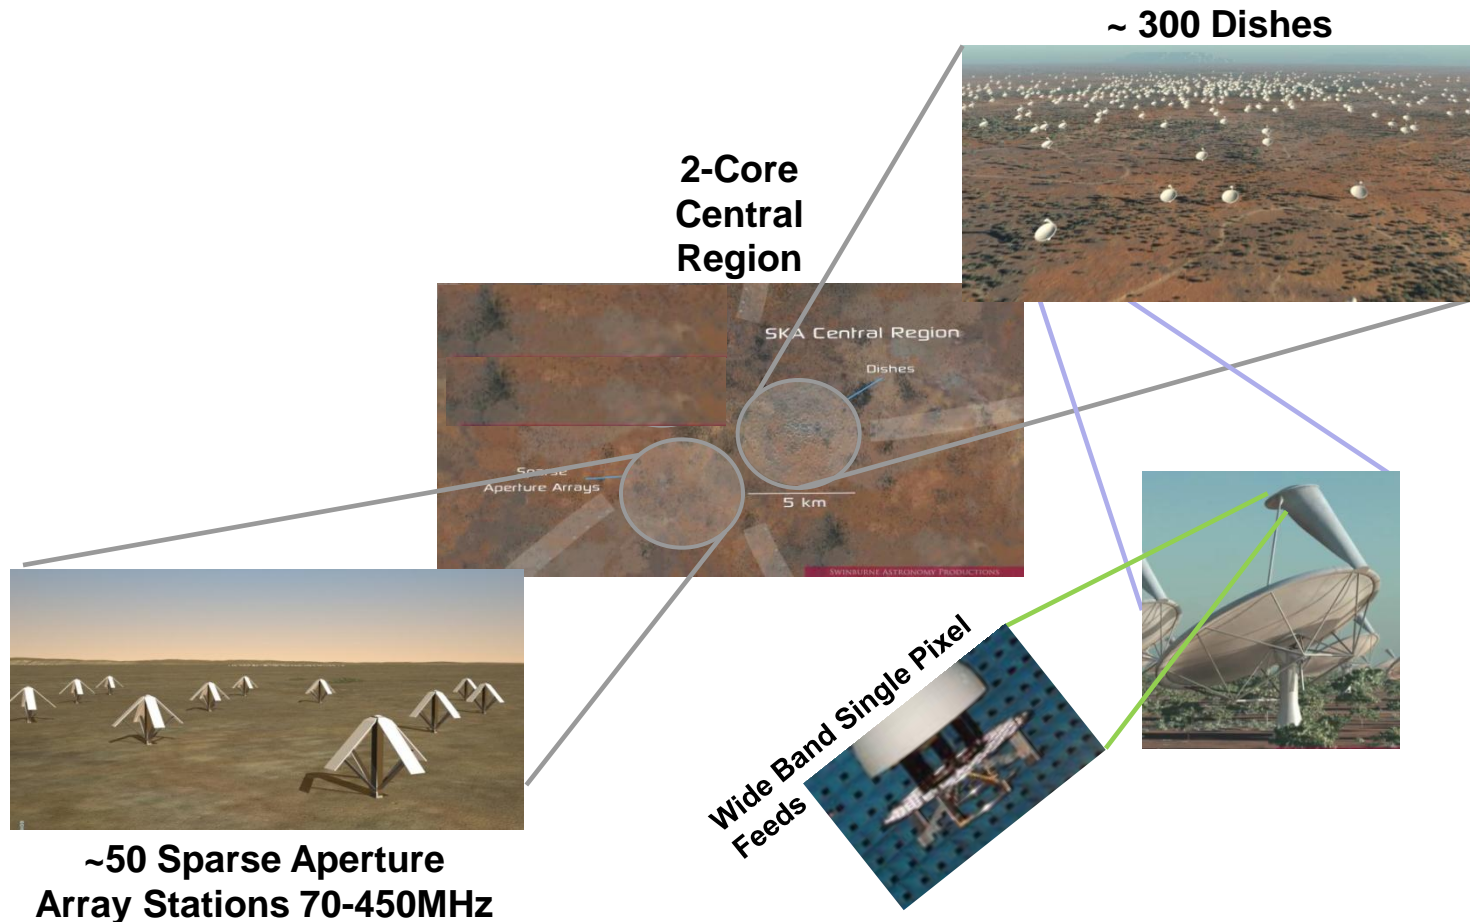 ~ 300 Dishes
2-Core
Central
Region
SKA Central Region
Dishes
Sparse
Aperture Arrays
5 km
SWINBURNE ASTRONOMY PRODUCTIONS
Wide Band Single Pixel
Feeds
~50 Sparse Aperture
Array Stations 70-450MHz